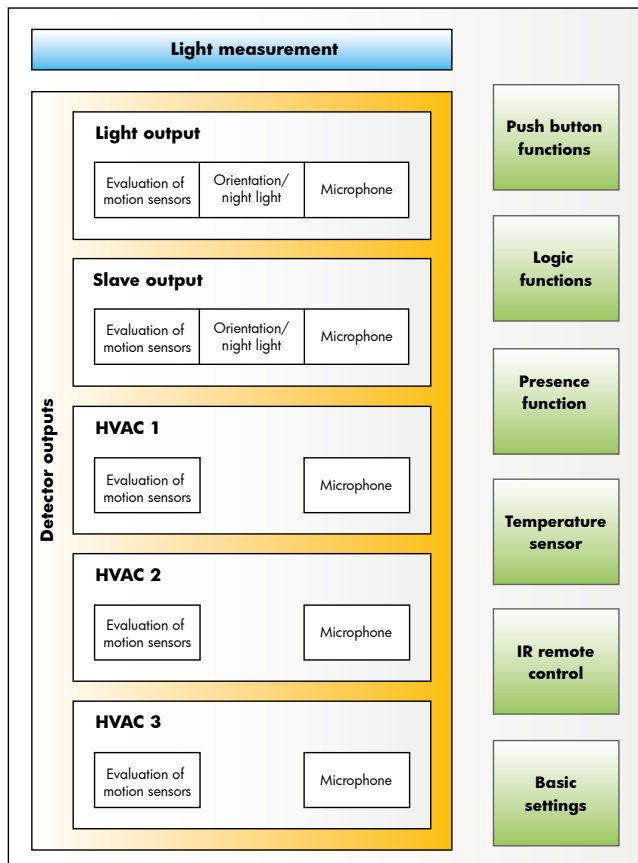 Light measurement
Detector outputs
Light output
Evaluation of
motion sensors
Orientation/
night light
Microphone
Slave output
Evaluation of
motion sensors
Orientation/
night light
Microphone
HVAC 1
Evaluation of
motion sensors
Microphone
HVAC 2
Evaluation of
motion sensors
Microphone
HVAC 3
Evaluation of
motion sensors
Microphone
Push button
functions
Logic
functions
Presence
function
Temperature
sensor
IR remote
control
Basic
settings